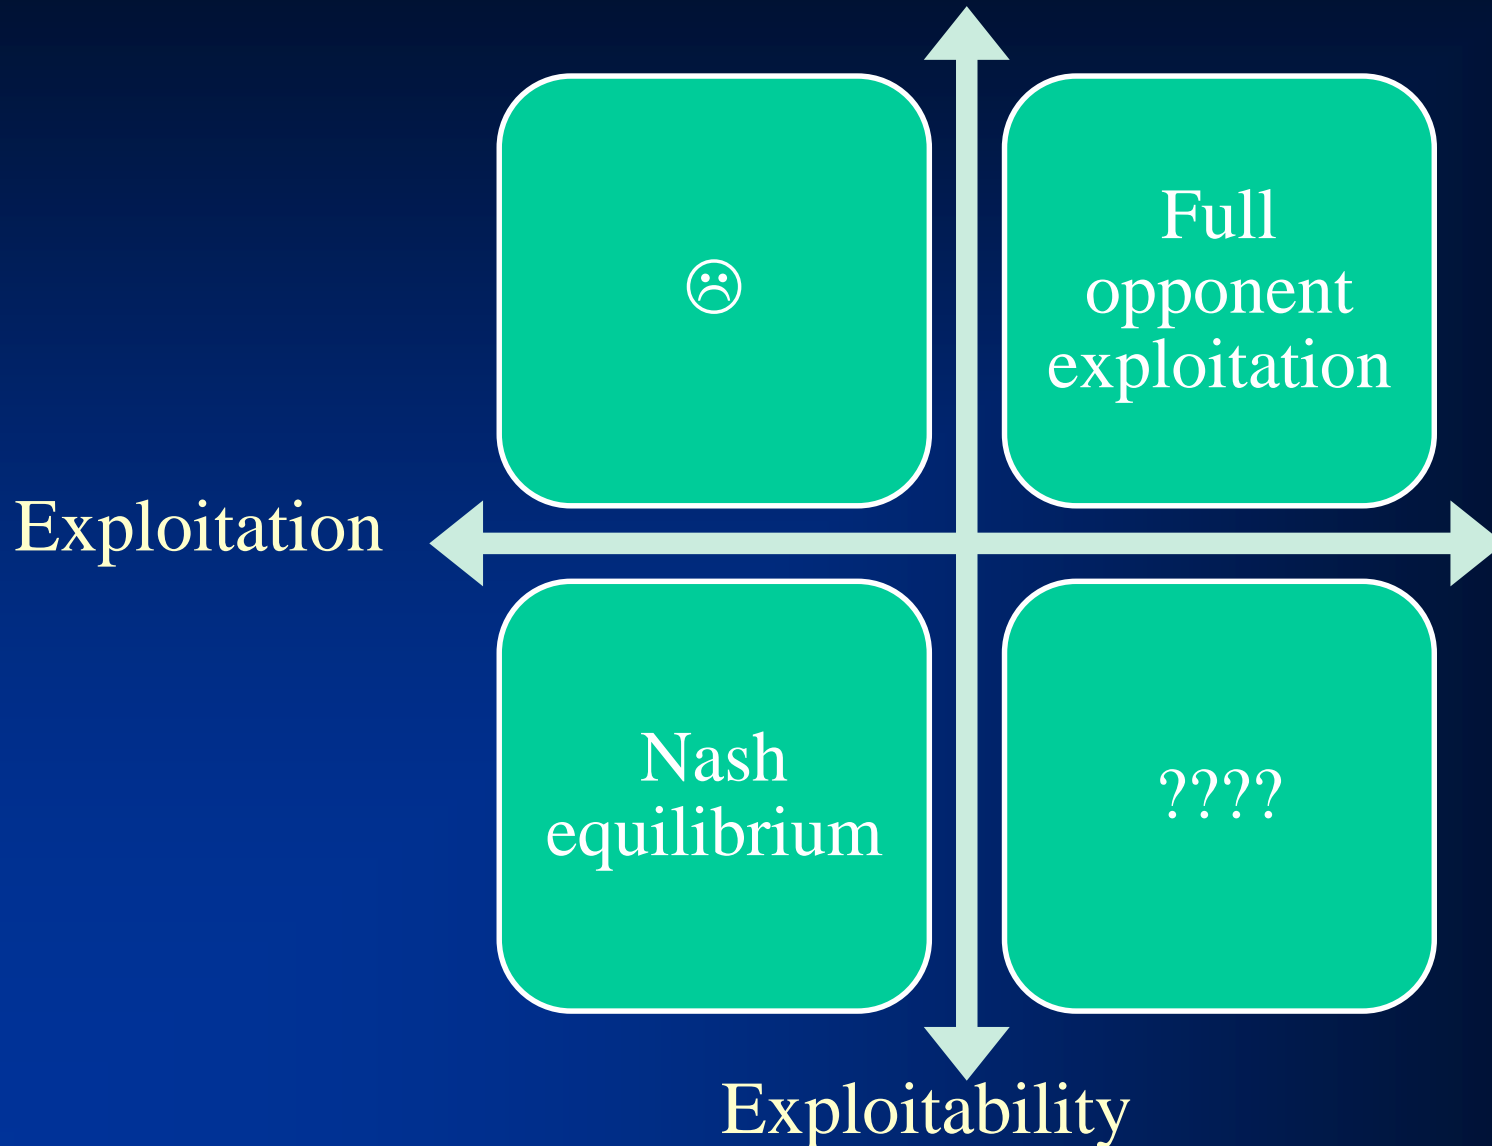 ☹
Full
opponent
exploitation
Exploitation
Nash
equilibrium
????
Exploitability